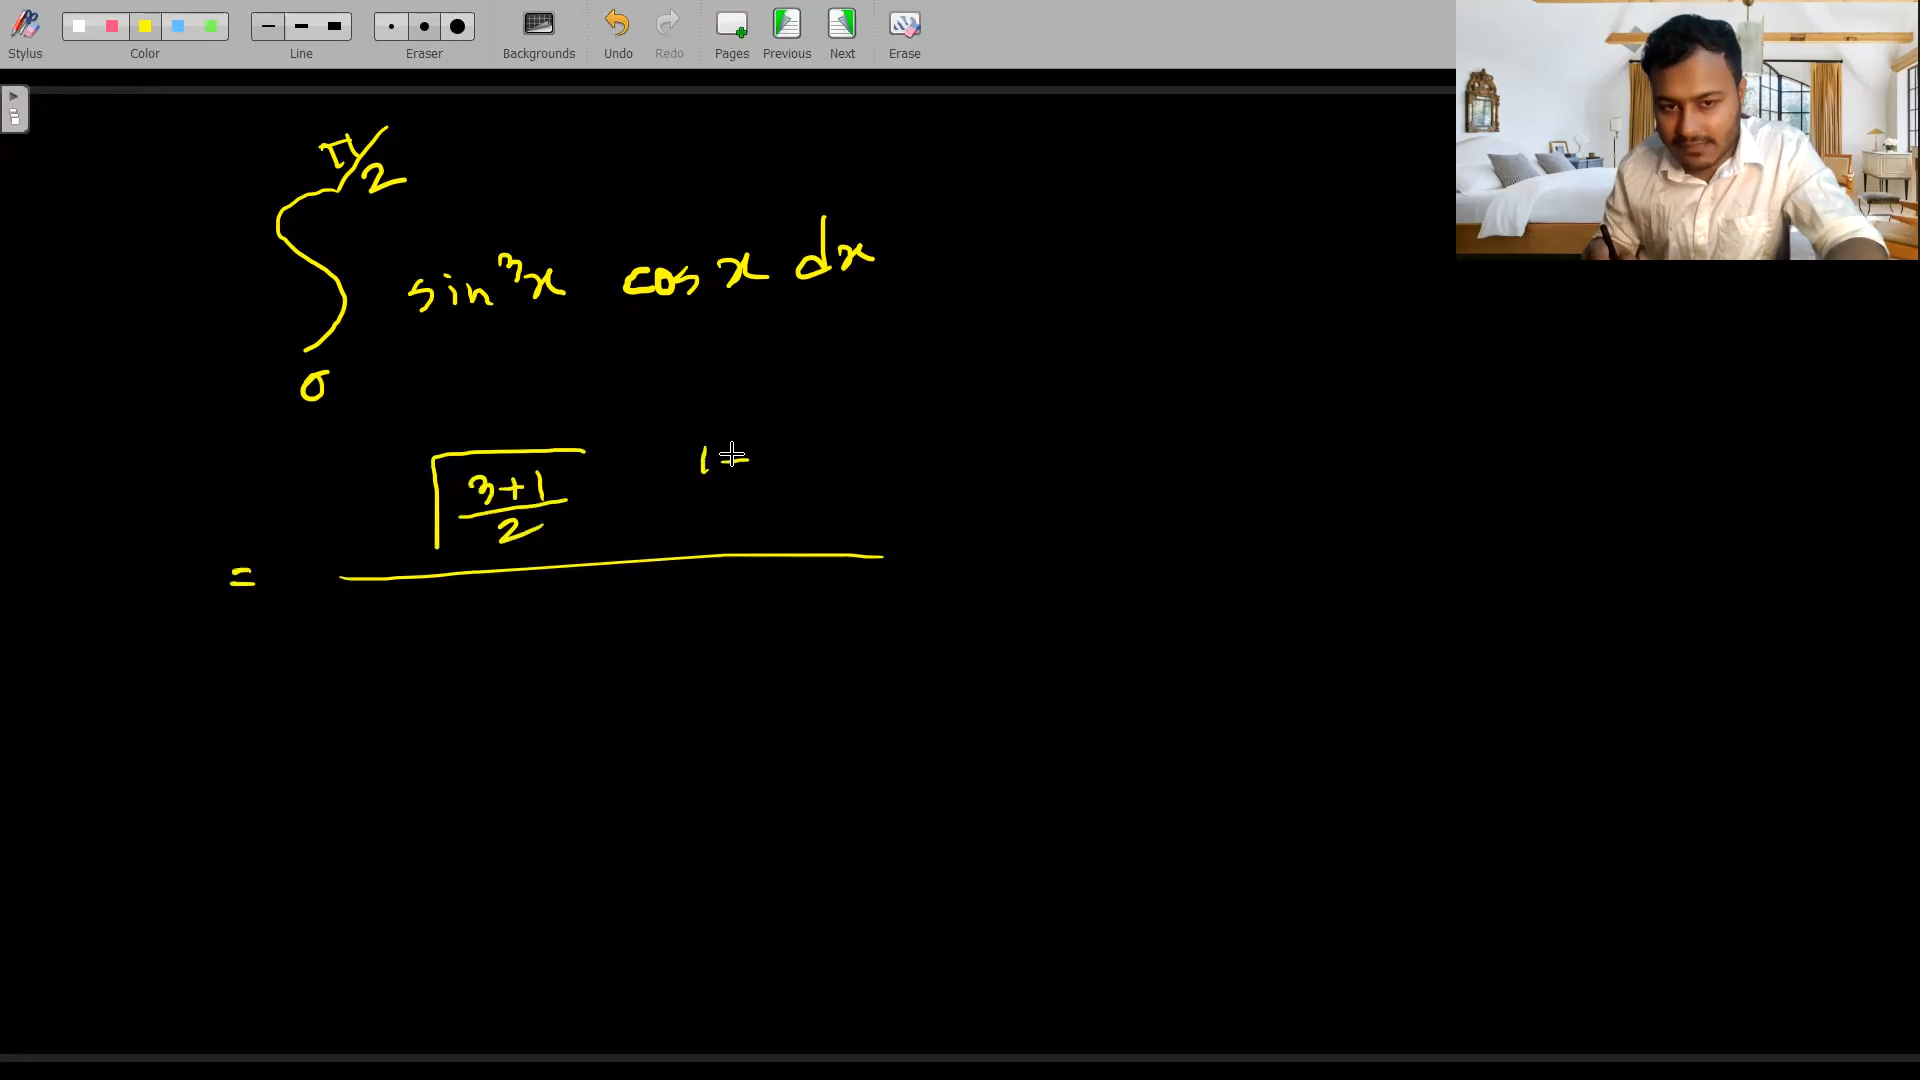 Stylus Color Line Eraser Backgrounds Undo Redo Pages Previous Next Erase
π/2
∫ sin³x cos x dx
0
3+1 1
= ―
2